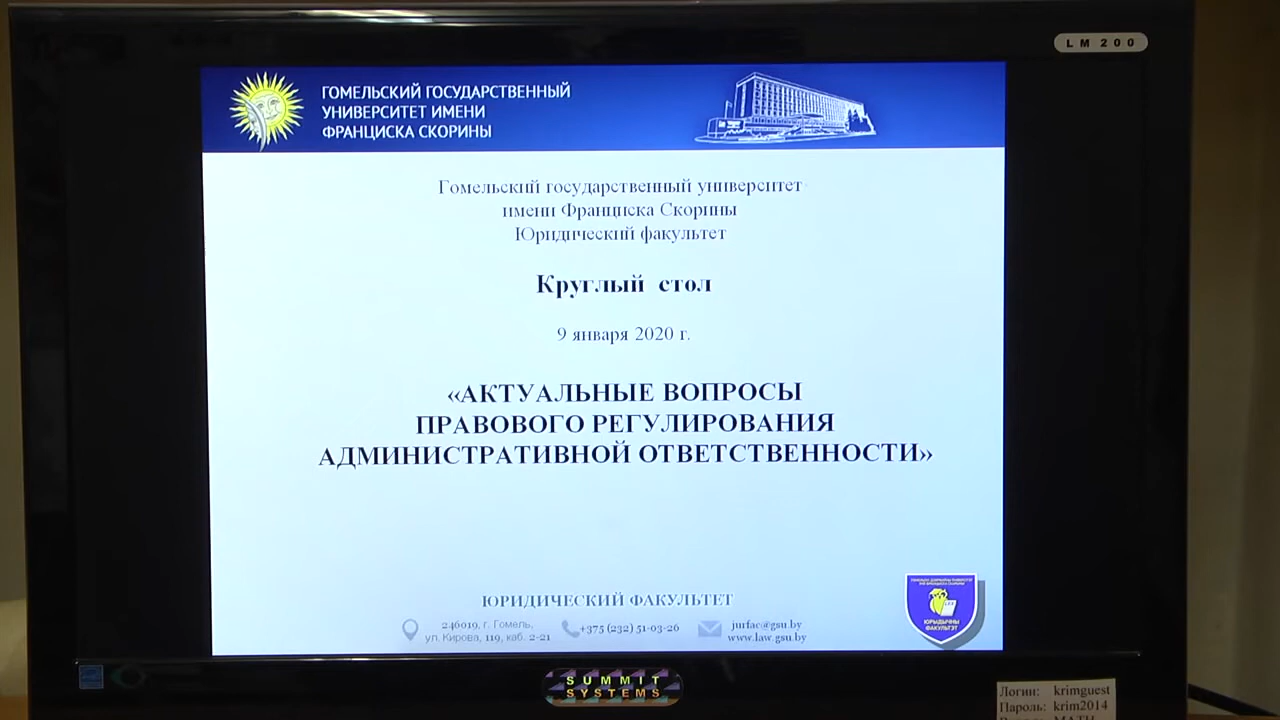 LM 200
ГОМЕЛЬСКИЙ ГОСУДАРСТВЕННЫЙ
УНИВЕРСИТЕТ ИМЕНИ
ФРАНЦИСКА СКОРИНЫ
Гомельский государственный университет
имени Франциска Скорины
Юридический факультет
Круглый стол
9 января 2020 г.
«АКТУАЛЬНЫЕ ВОПРОСЫ
ПРАВОВОГО РЕГУЛИРОВАНИЯ
АДМИНИСТРАТИВНОЙ ОТВЕТСТВЕННОСТИ»
ЮРИДИЧЕСКИЙ ФАКУЛЬТЕТ
246019, г. Гомель,
ул. Кирова, 119, каб. 2-21
+375 (232) 51-03-26
jurfac@gsu.by
www.law.gsu.by
ЮРЫДЫЧНЫ
ФАКУЛЬТЭТ
SUMMIT
SYSTEMS
Логин: krimguest
Пароль: krim2014